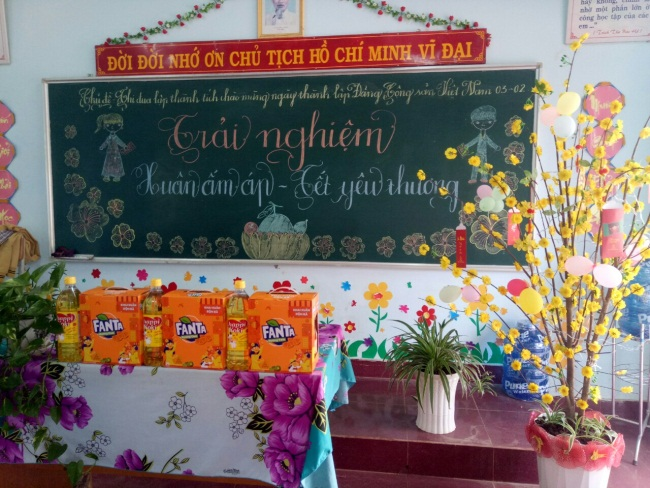 ĐỜI ĐỜI NHỚ ƠN CHỦ TỊCH HỒ CHÍ MINH VĨ ĐẠI
Chủ đề: Thi đua lập thành tích chào mừng ngày thành lập Đảng Cộng sản Việt Nam 03-02
Trải nghiệm
Xuân ấm áp - Tết yêu thương
FANTA
FANTA
FANTA